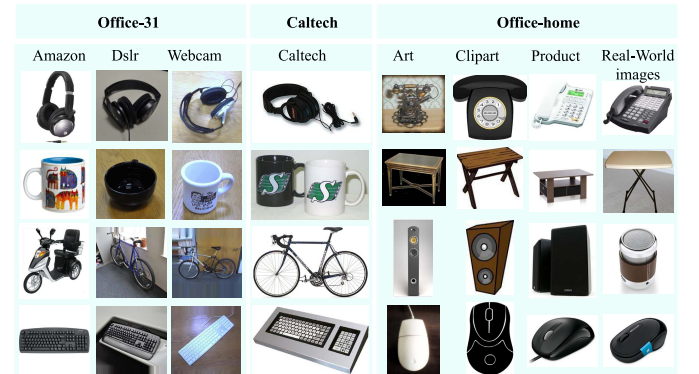 Office-31 Caltech Office-home
Amazon Dslr Webcam Caltech Art Clipart Product Real-World
images
S S